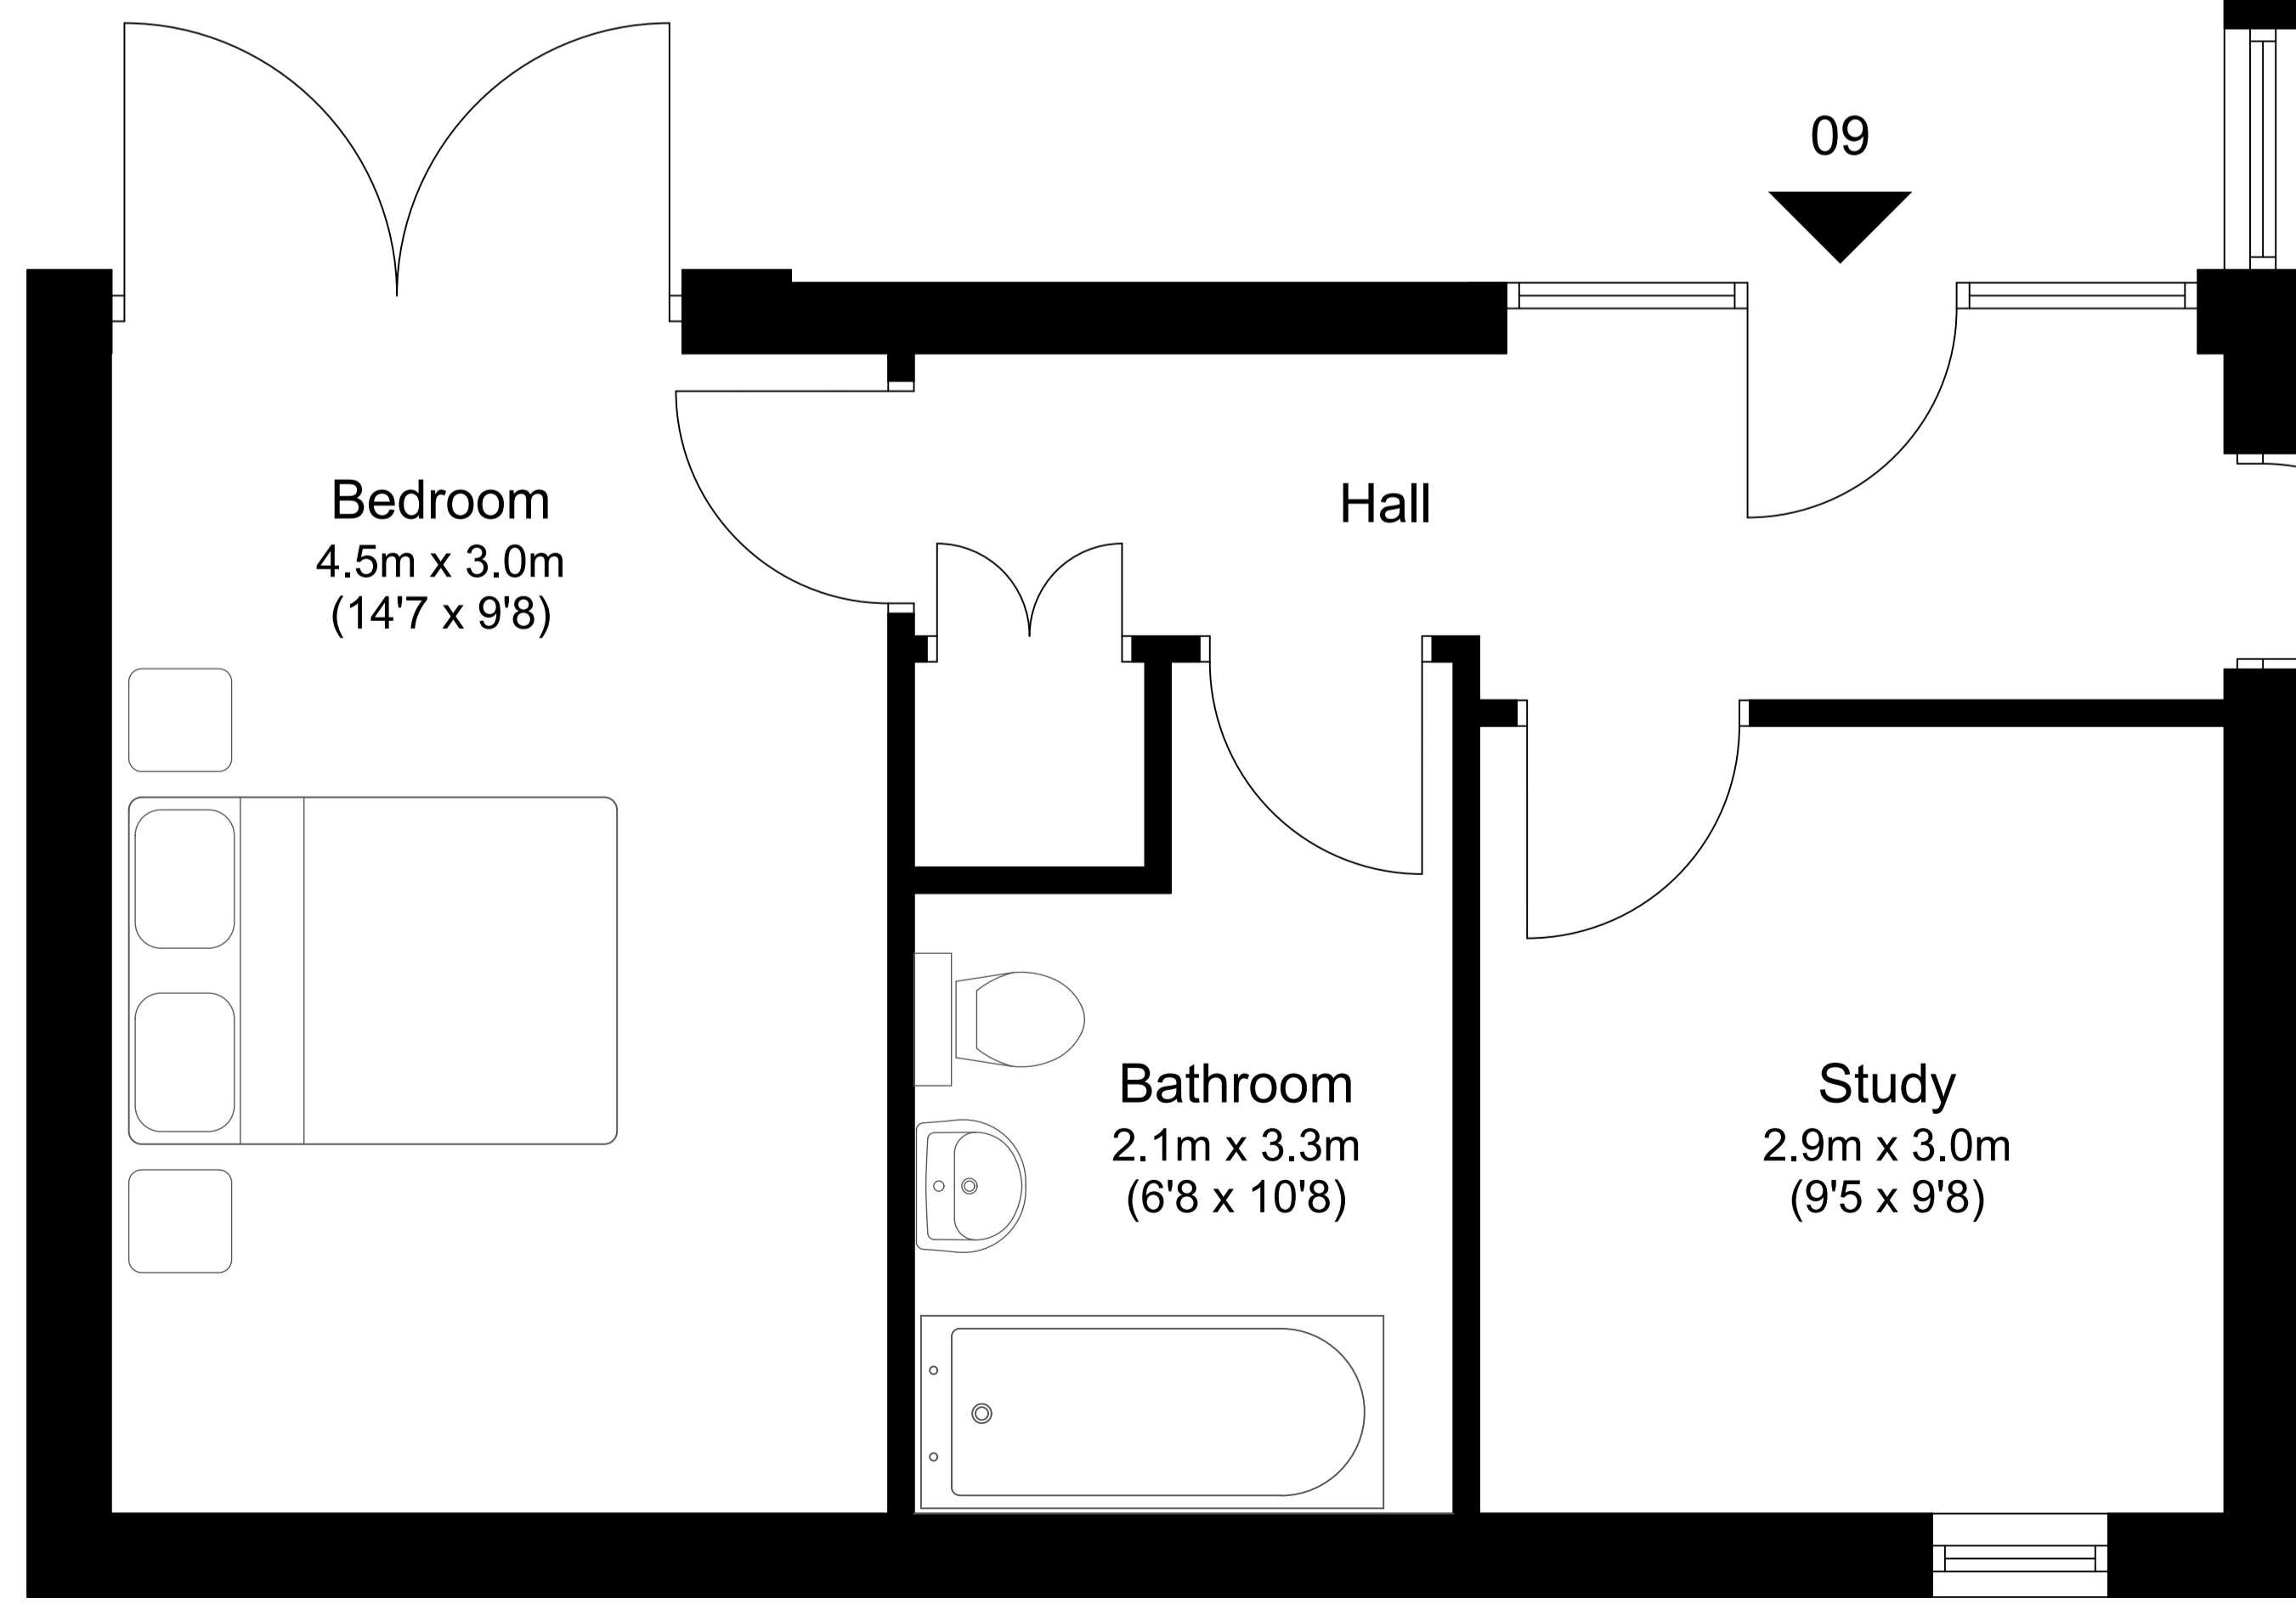 09
Bedroom
4.5m x 3.0m
(14'7 x 9'8)
Hall
Bathroom
2.1m x 3.3m
(6'8 x 10'8)
Study
2.9m x 3.0m
(9'5 x 9'8)